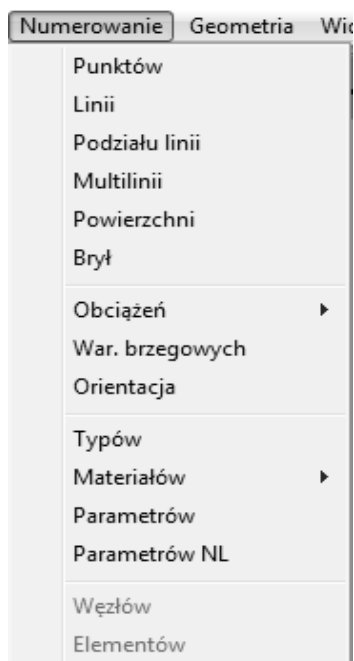 Numerowanie Geometria
Punktów
Linii
Podziału linii
Multilinii
Powierzchni
Brył
Obciążeń
War. brzegowych
Orientacja
Typów
Materiałów
Parametrów
Parametrów NL
Węzłów
Elementów